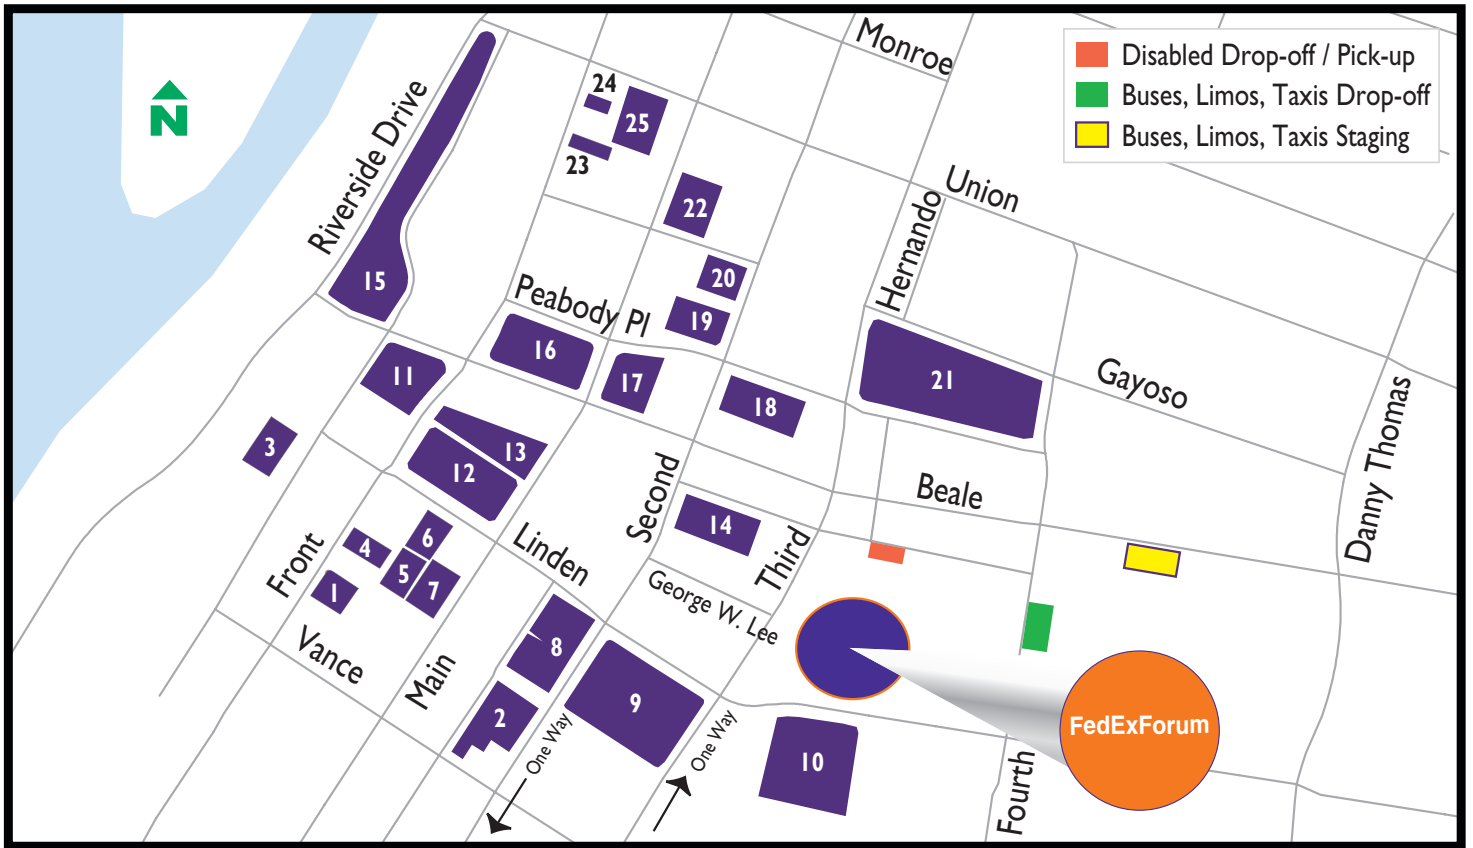 Monroe
Disabled Drop-off / Pick-up
Buses, Limos, Taxis Drop-off
Buses, Limos, Taxis Staging
N
Riverside Drive
24
25
23
22
Union
Hernando
20
19
15
Peabody Pl
16
17
18
21
Gayoso
Danny Thomas
11
3
13
12
Second
14
Beale
Third
6
4
5
7
1
Front
Linden
George W. Lee
Vance
Main
8
9
2
One Way
One Way
10
FedExForum
Fourth